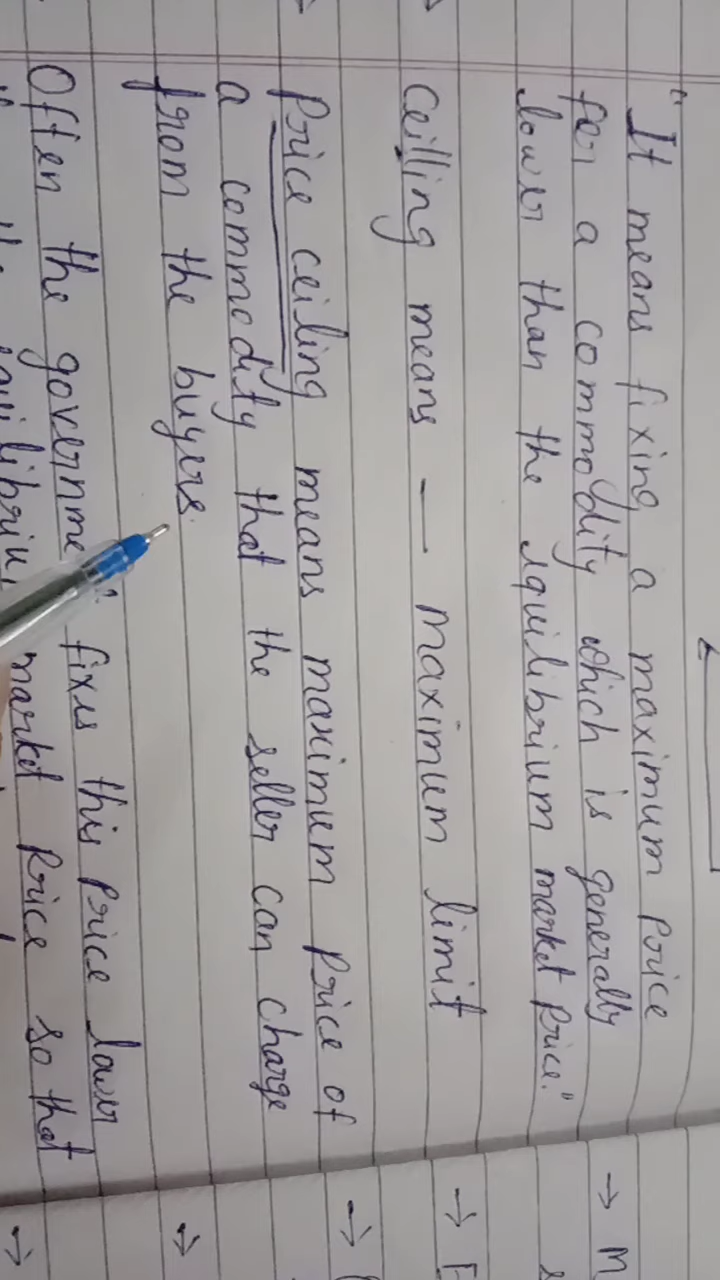 "It means fixing a maximum price
for a commodity which is generally
lower than the equilibrium market price."
Ceilling means — maximum limit
Price ceiling means maximum price of
a commodity that the seller can charge
from the buyers.
Often the fixes this price lower
market price so that